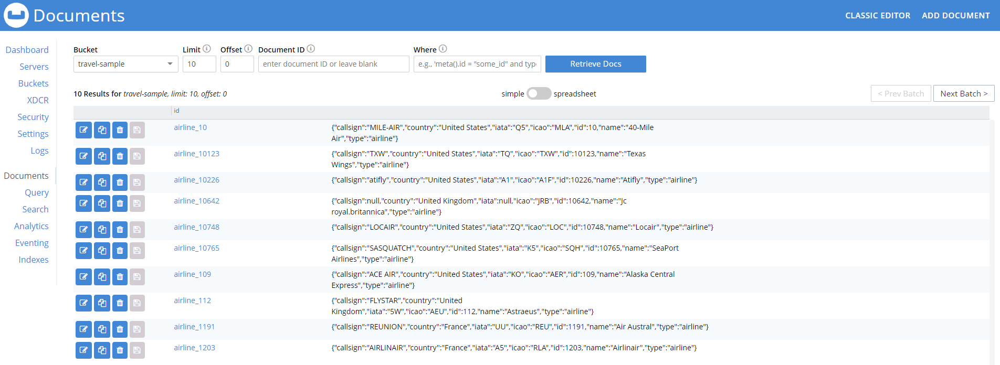 Documents
CLASSIC EDITOR ADD DOCUMENT
Dashboard
Servers
Buckets
XDCR
Security
Settings
Logs
Documents
Query
Search
Analytics
Eventing
Indexes
Bucket Limit Offset Document ID Where
travel-sample 10 0 enter document ID or leave blank e.g., 'meta().id = "some_id" and typ Retrieve Docs
10 Results for travel-sample, limit: 10, offset: 0 simple spreadsheet < Prev Batch Next Batch >
id
airline_10 {"callsign":"MILE-AIR","country":"United States","iata":"Q5","icao":"MLA","id":10,"name":"40-Mile
Air","type":"airline"}
airline_10123 {"callsign":"TXW","country":"United States","iata":"TQ","icao":"TXW","id":10123,"name":"Texas
Wings","type":"airline"}
airline_10226 {"callsign":"atifly","country":"United States","iata":"A1","icao":"A1F","id":10226,"name":"Atifly","type":"airline"}
airline_10642 {"callsign":null,"country":"United Kingdom","iata":null,"icao":"JRB","id":10642,"name":"Jc
royal.britannica","type":"airline"}
airline_10748 {"callsign":"LOCAIR","country":"United States","iata":"ZQ","icao":"LOC","id":10748,"name":"Locair","type":"airline"}
airline_10765 {"callsign":"SASQUATCH","country":"United States","iata":"K5","icao":"SQH","id":10765,"name":"SeaPort
Airlines","type":"airline"}
airline_109 {"callsign":"ACE AIR","country":"United States","iata":"KO","icao":"AER","id":109,"name":"Alaska Central
Express","type":"airline"}
airline_112 {"callsign":"FLYSTAR","country":"United
Kingdom","iata":"5W","icao":"AEU","id":112,"name":"Astraeus","type":"airline"}
airline_1191 {"callsign":"REUNION","country":"France","iata":"UU","icao":"REU","id":1191,"name":"Air Austral","type":"airline"}
airline_1203 {"callsign":"AIRLINAIR","country":"France","iata":"A5","icao":"RLA","id":1203,"name":"Airlinair","type":"airline"}